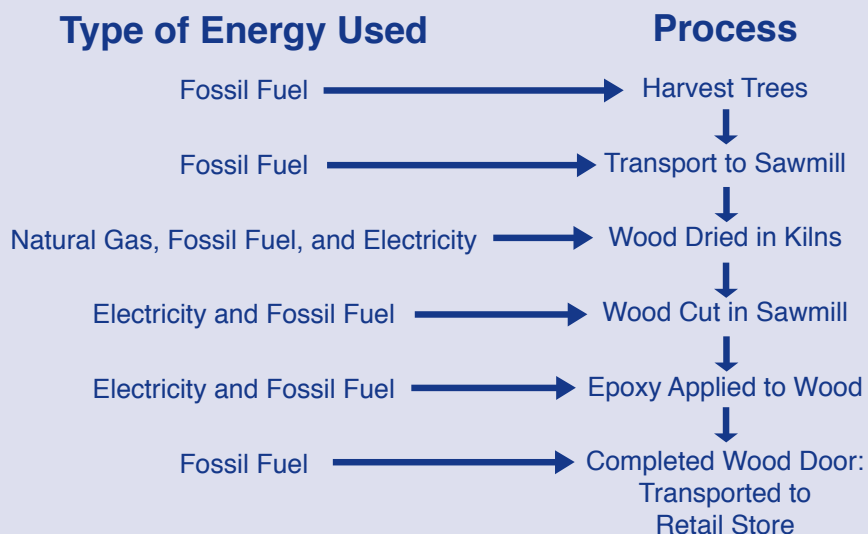 Type of Energy Used
Process
Fossil Fuel
Harvest Trees
Fossil Fuel
Transport to Sawmill
Natural Gas, Fossil Fuel, and Electricity
Wood Dried in Kilns
Electricity and Fossil Fuel
Wood Cut in Sawmill
Electricity and Fossil Fuel
Epoxy Applied to Wood
Fossil Fuel
Completed Wood Door:
Transported to
Retail Store